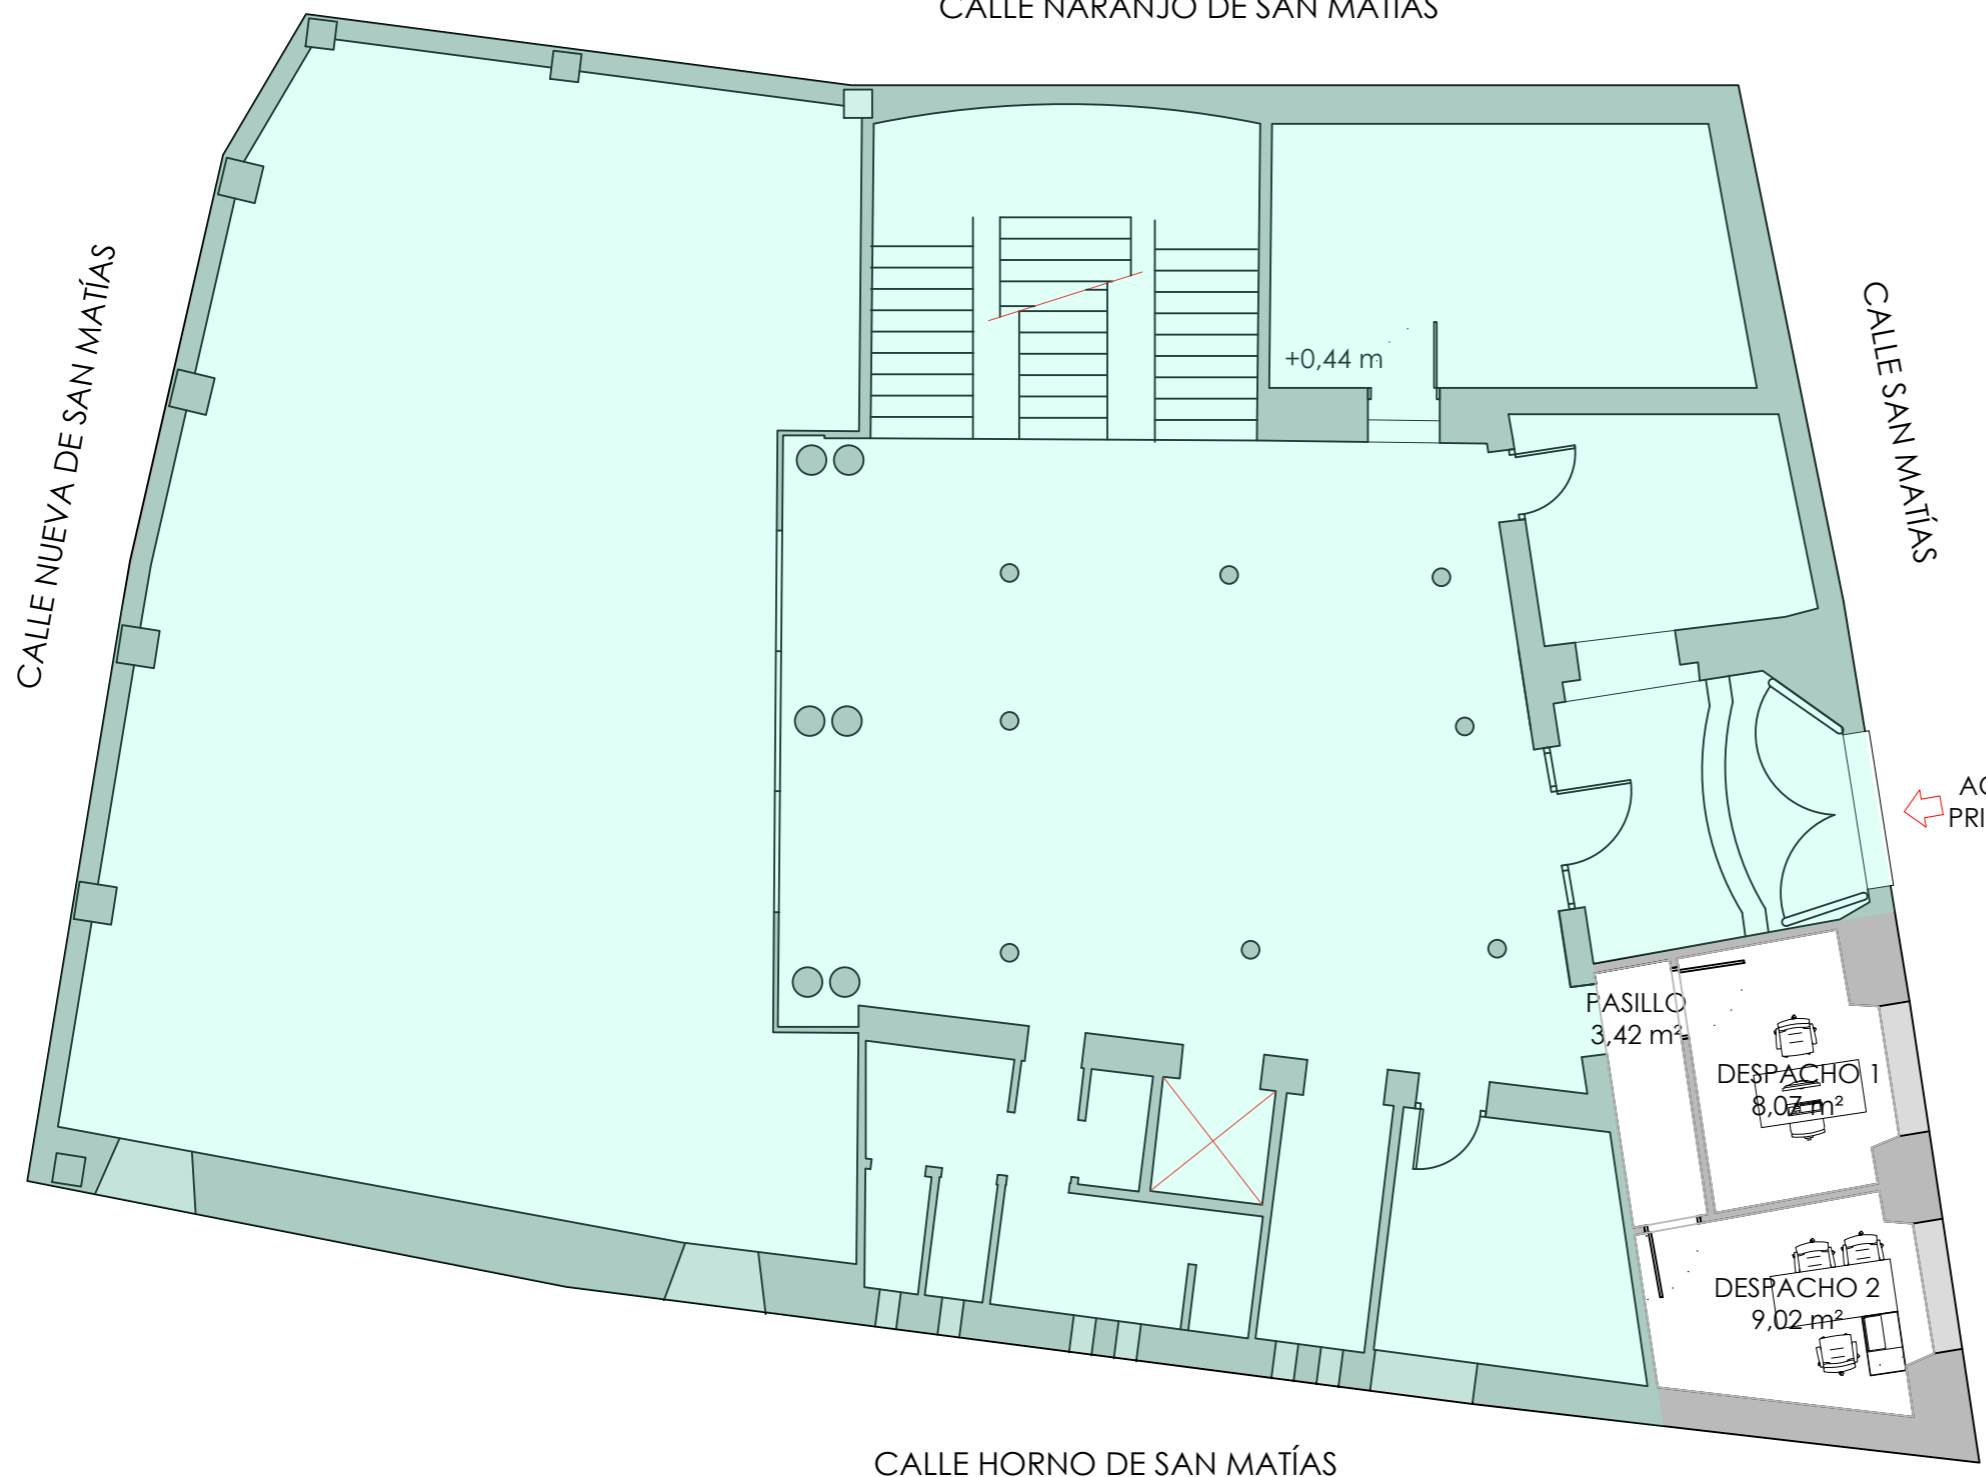 CALLE NARANJO DE SAN MATÍAS
CALLE NUEVA DE SAN MATÍAS
CALLE SAN MATÍAS
+0,44 m
PASILLO
3,42 m²
DESPACHO 1
8,07 m²
DESPACHO 2
9,02 m²
CALLE HORNO DE SAN MATÍAS